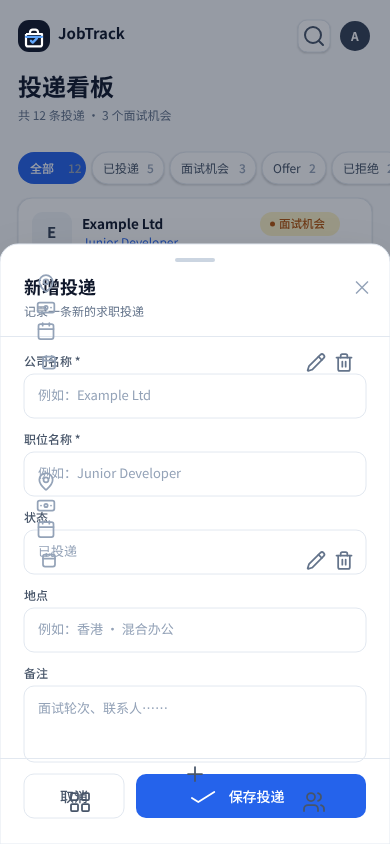 JobTrack
A
投递看板
共 12 条投递 · 3 个面试机会
全部 12 已投递 5 面试机会 3 Offer 2 已拒绝
E Example Ltd 面试机会
Junior Developer
新增投递
记录一条新的求职投递
公司名称 *
例如：Example Ltd
职位名称 *
例如：Junior Developer
状态
已投递
地点
例如：香港 · 混合办公
备注
面试轮次、联系人……
取消 保存投递